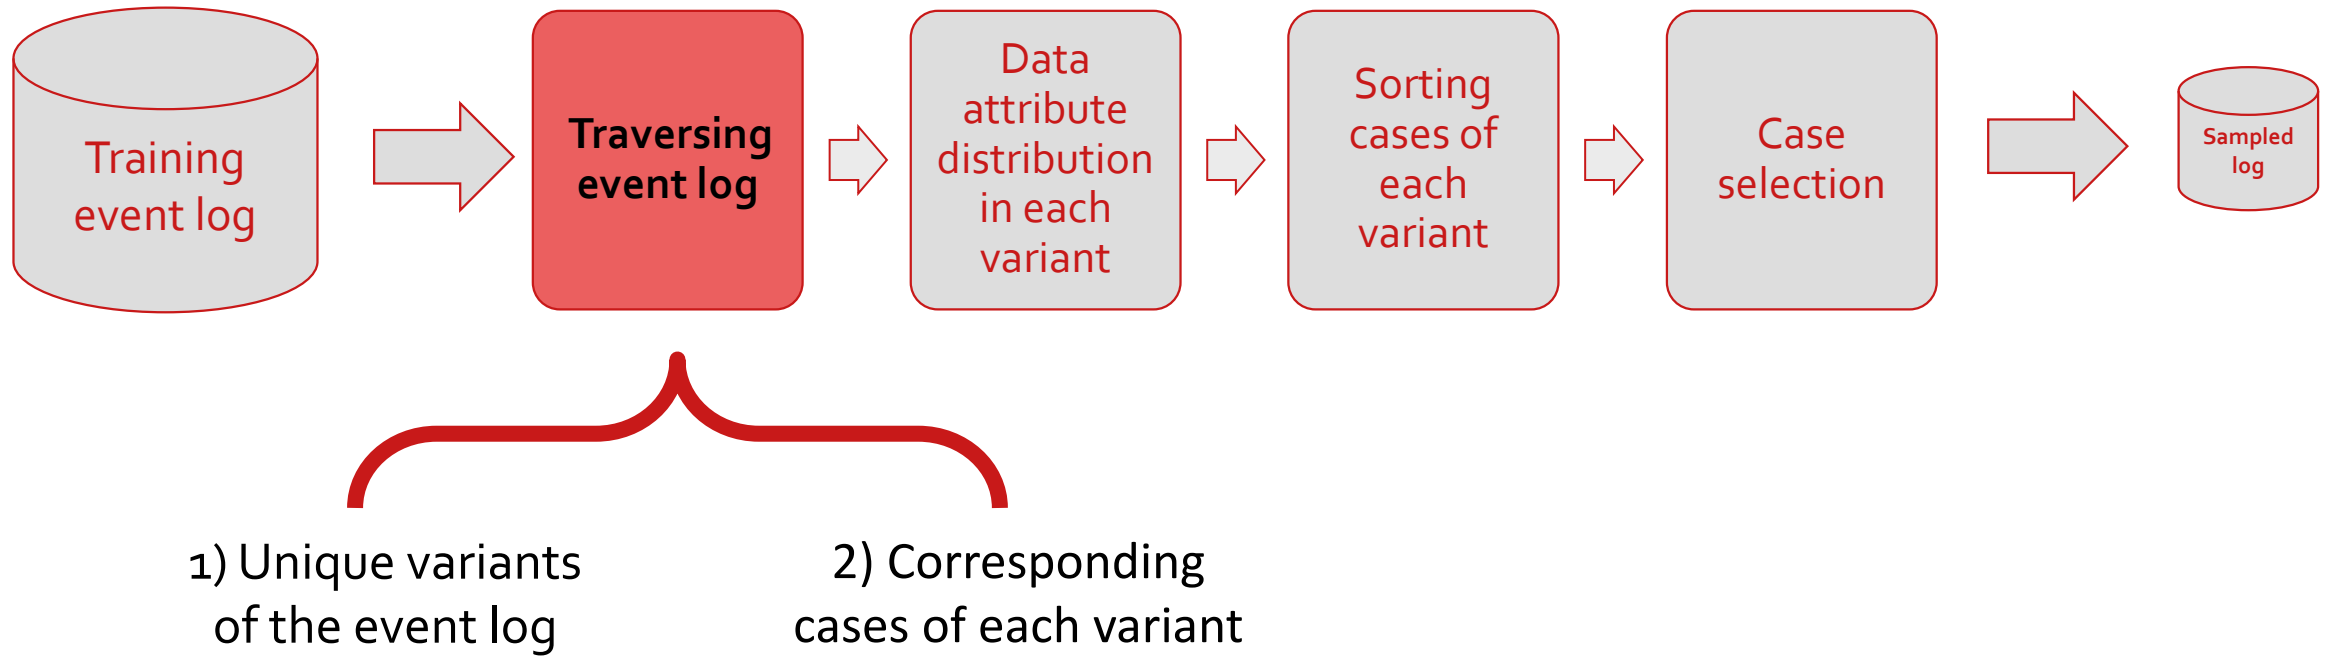 Training
event log
Traversing
event log
Data
attribute
distribution
in each
variant
Sorting
cases of
each
variant
Case
selection
Sampled
log
1) Unique variants
of the event log
2) Corresponding
cases of each variant